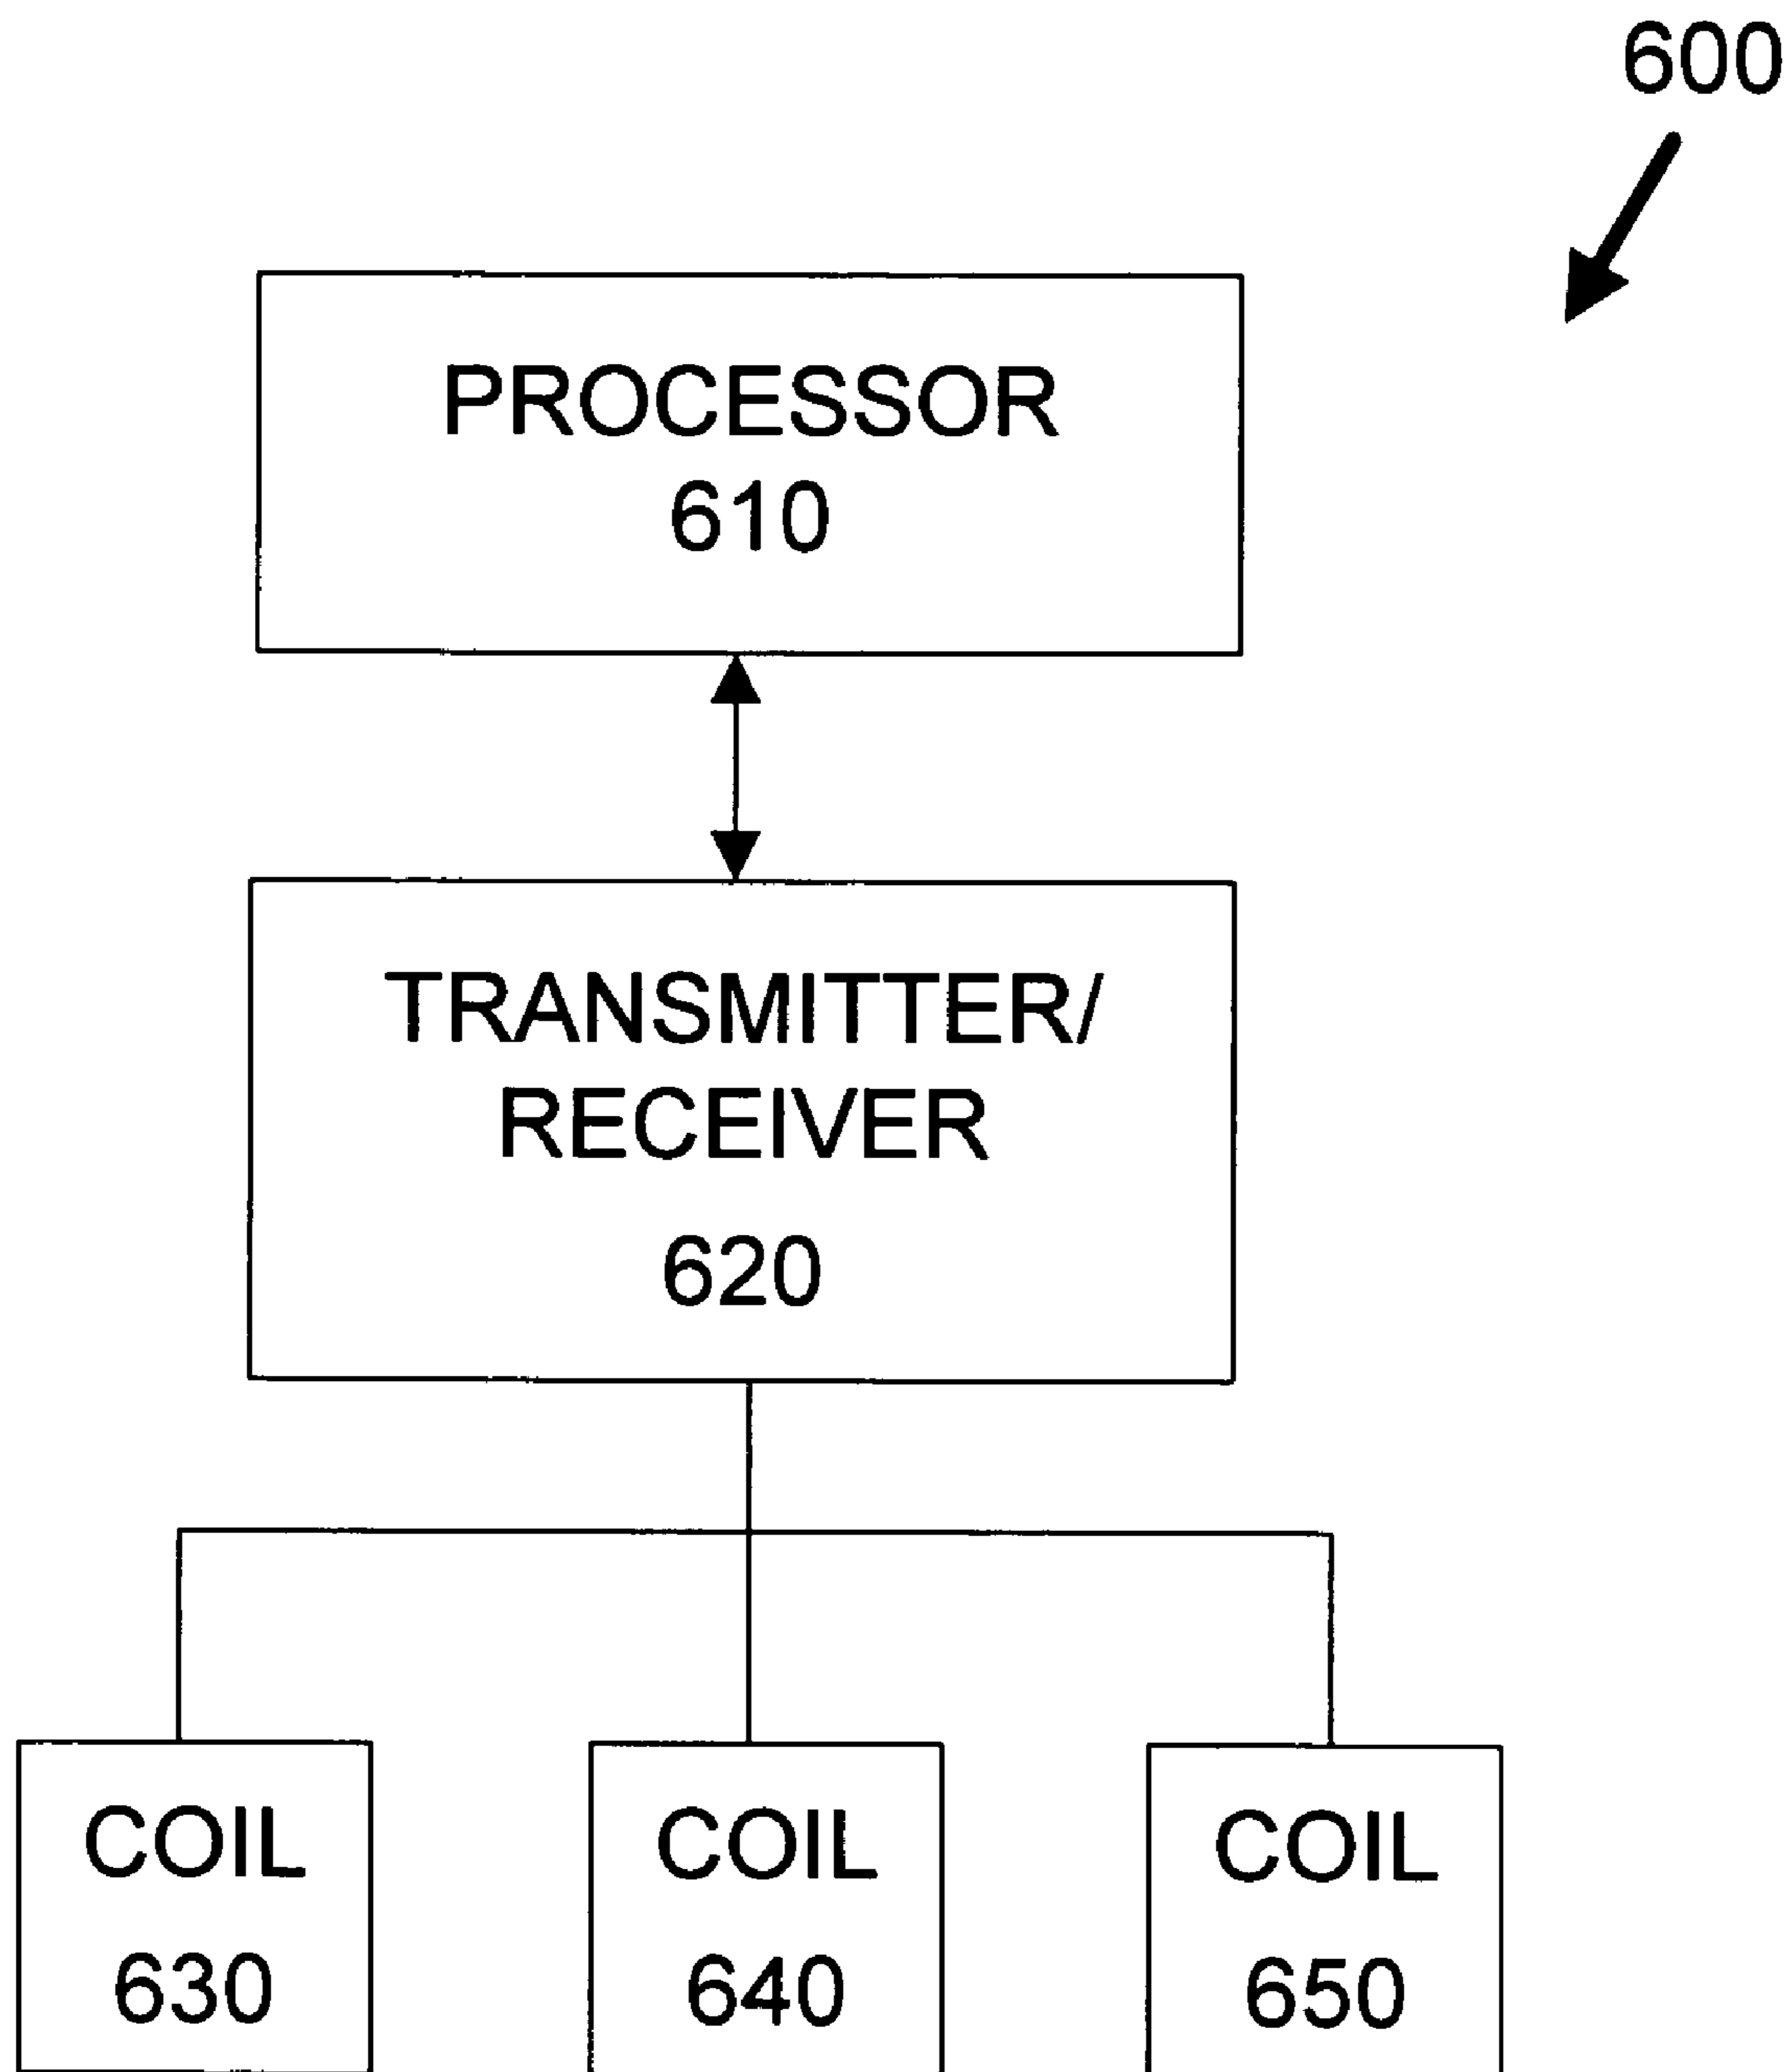 600
PROCESSOR
610
TRANSMITTER/
RECEIVER
620
COIL
630
COIL
640
COIL
650